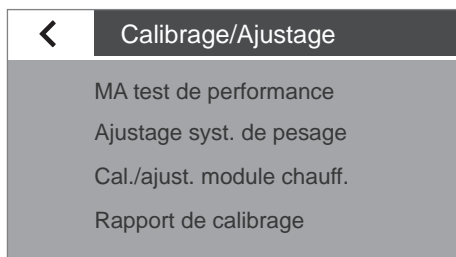 Calibrage/Ajustage
MA test de performance
Ajustage syst. de pesage
Cal./ajust. module chauff.
Rapport de calibrage